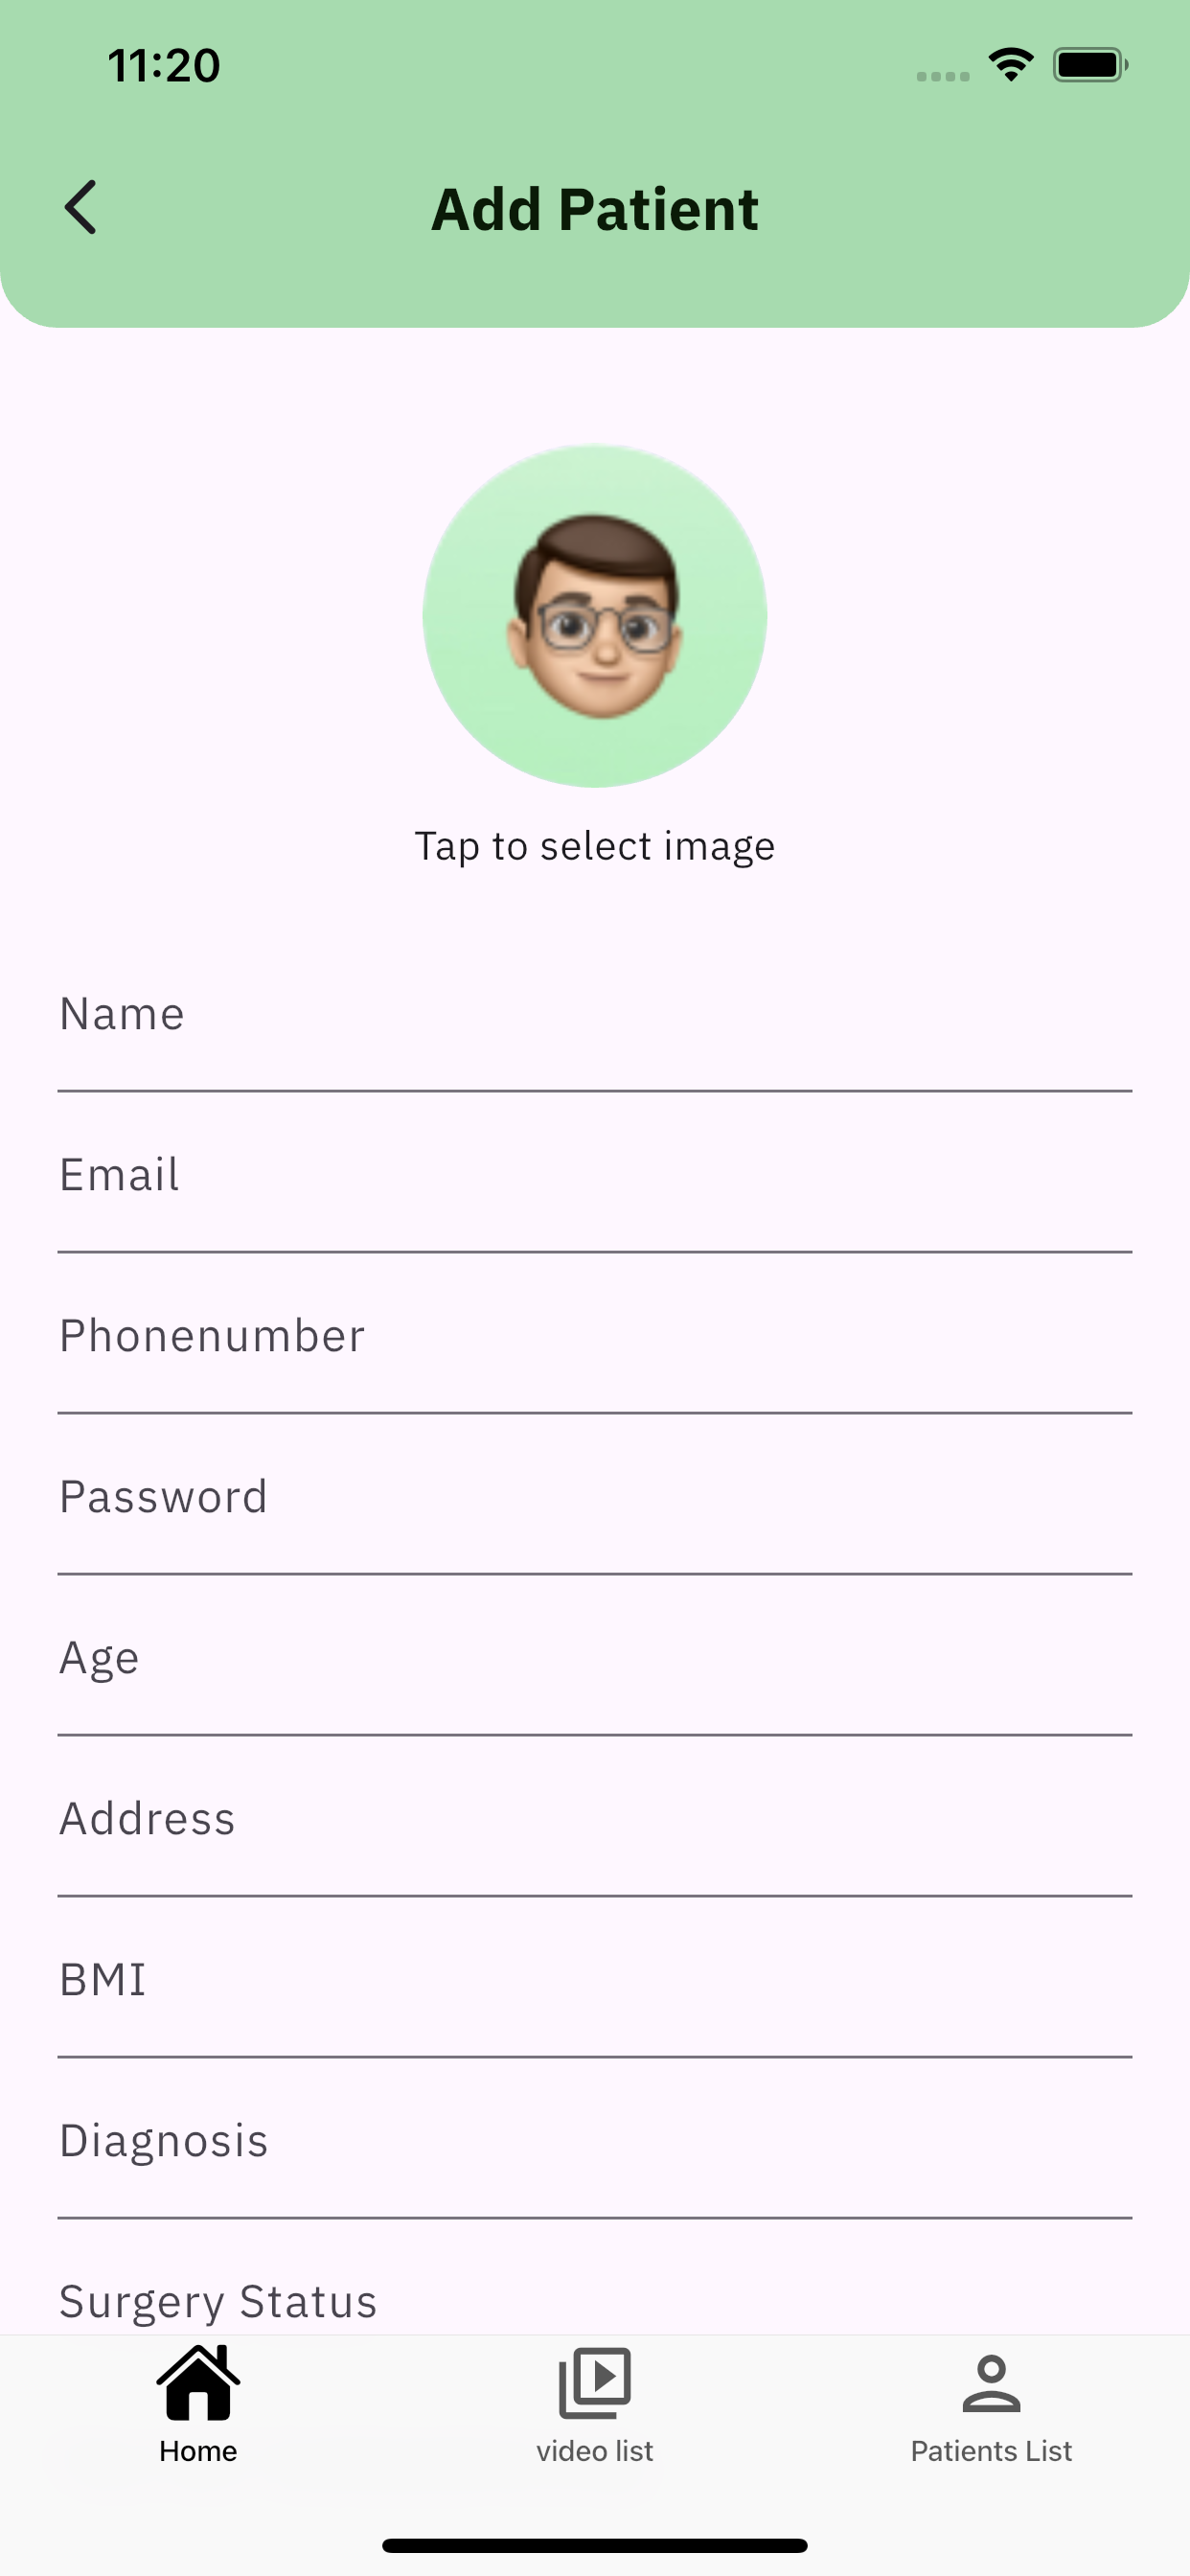 11:20
Add Patient
Tap to select image
Name
Email
Phonenumber
Password
Age
Address
BMI
Diagnosis
Surgery Status
Home
video list
Patients List